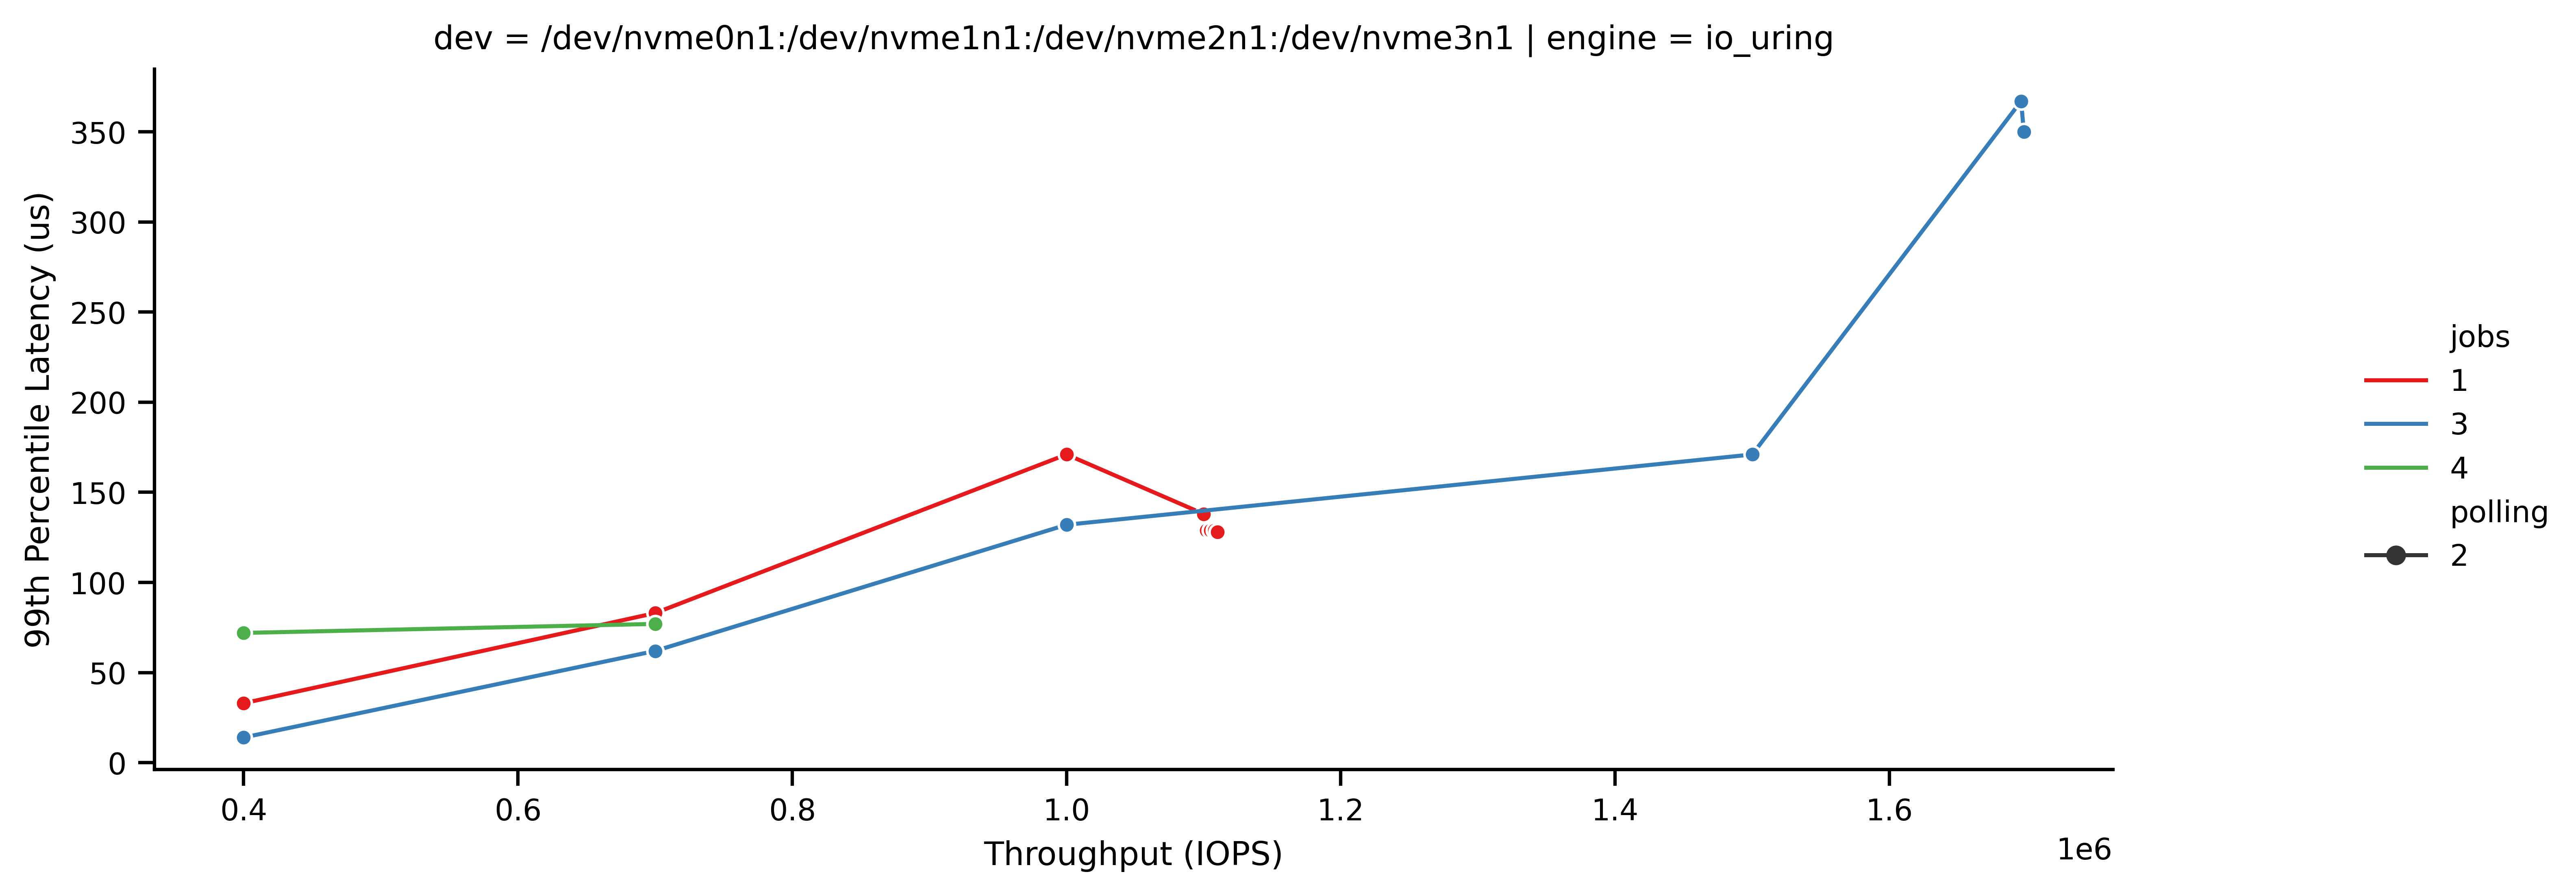 dev = /dev/nvme0n1:/dev/nvme1n1:/dev/nvme2n1:/dev/nvme3n1 | engine = io_uring
99th Percentile Latency (us)
350
300
250
200
150
100
50
0
0.4 0.6 0.8 1.0 1.2 1.4 1.6
1e6
Throughput (IOPS)
jobs
1
3
4
polling
2